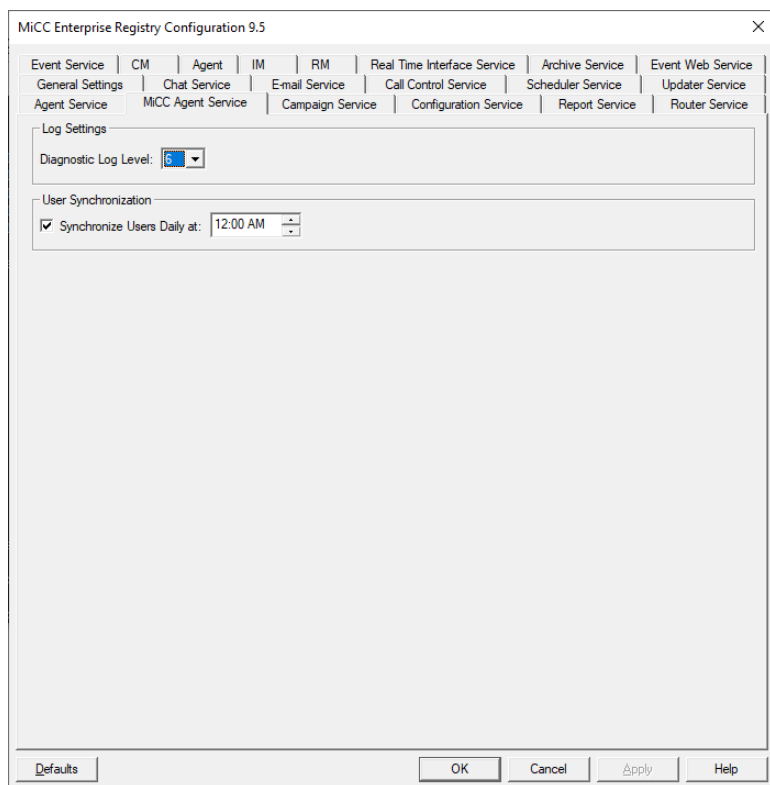 MiCC Enterprise Registry Configuration 9.5
Event Service CM Agent IM RM Real Time Interface Service Archive Service Event Web Service
General Settings Chat Service E-mail Service Call Control Service Scheduler Service Updater Service
Agent Service MiCC Agent Service Campaign Service Configuration Service Report Service Router Service
Log Settings
Diagnostic Log Level: 6
User Synchronization
Synchronize Users Daily at: 12:00 AM
Defaults OK Cancel Apply Help